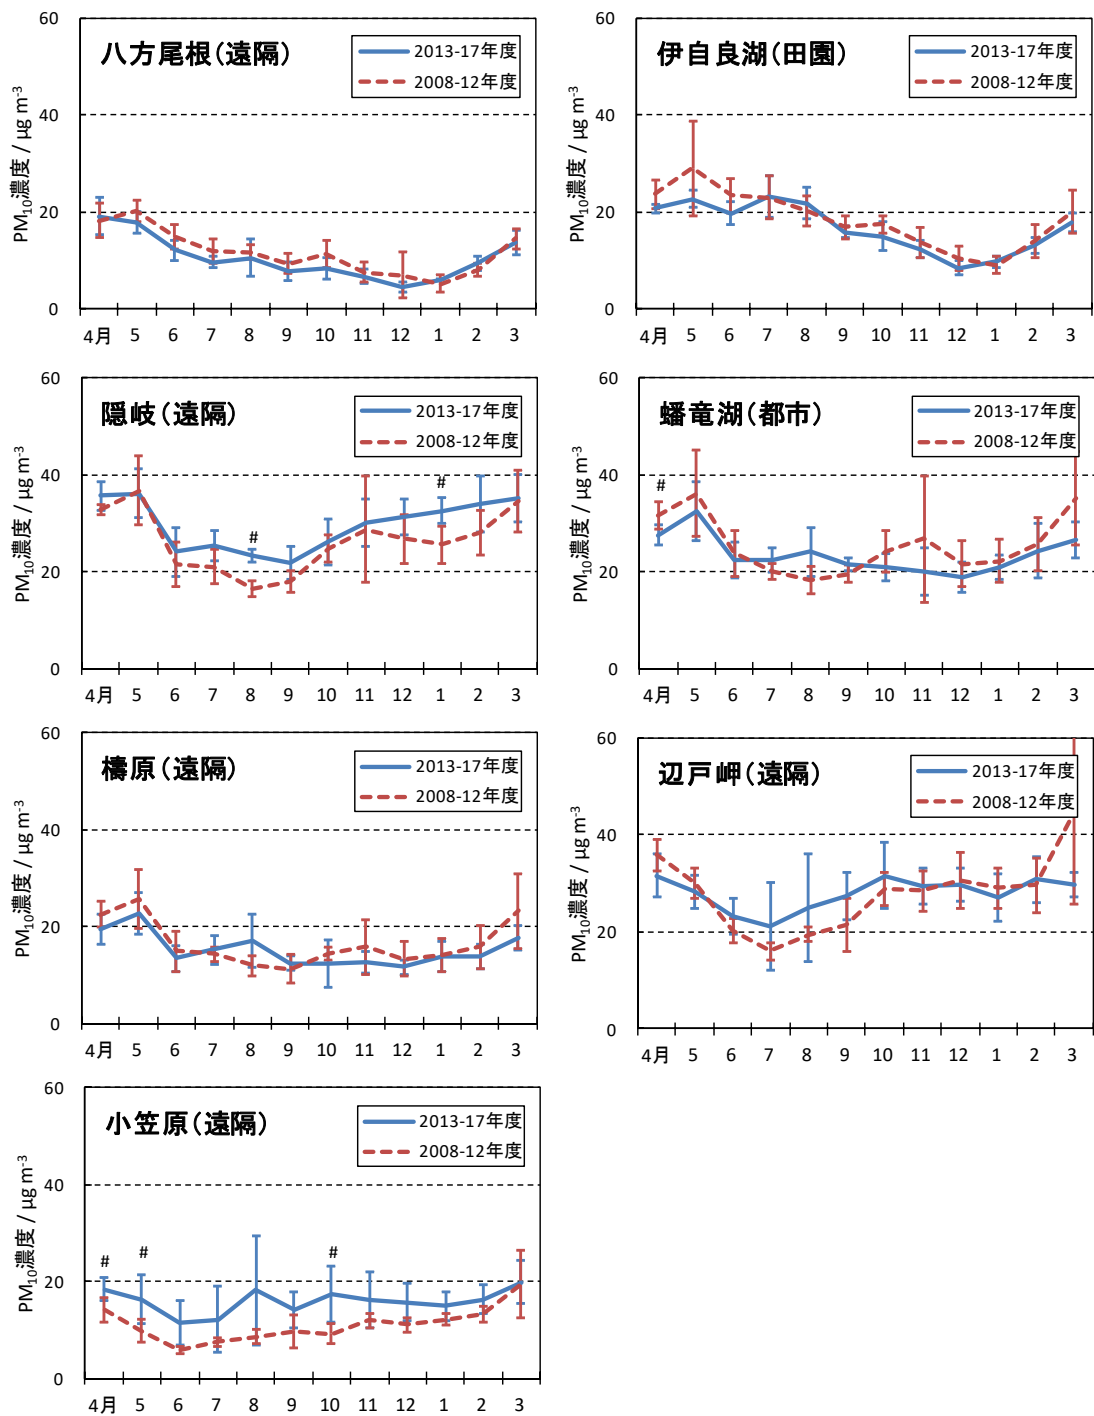 60
40
20
0
PM₁₀濃度 / µg m⁻³
八方尾根（遠隔）
2013-17年度
2008-12年度
4月 5 6 7 8 9 10 11 12 1 2 3
60
40
20
0
PM₁₀濃度 / µg m⁻³
伊自良湖（田園）
2013-17年度
2008-12年度
4月 5 6 7 8 9 10 11 12 1 2 3
60
40
20
0
PM₁₀濃度 / µg m⁻³
隠岐（遠隔）
2013-17年度
2008-12年度
# #
4月 5 6 7 8 9 10 11 12 1 2 3
60
40
20
0
PM₁₀濃度 / µg m⁻³
蟠竜湖（都市）
2013-17年度
2008-12年度
#
4月 5 6 7 8 9 10 11 12 1 2 3
60
40
20
0
PM₁₀濃度 / µg m⁻³
檮原（遠隔）
2013-17年度
2008-12年度
4月 5 6 7 8 9 10 11 12 1 2 3
60
40
20
0
PM₁₀濃度 / µg m⁻³
辺戸岬（遠隔）
2013-17年度
2008-12年度
4月 5 6 7 8 9 10 11 12 1 2 3
60
40
20
0
PM₁₀濃度 / µg m⁻³
小笠原（遠隔）
2013-17年度
2008-12年度
# # #
4月 5 6 7 8 9 10 11 12 1 2 3